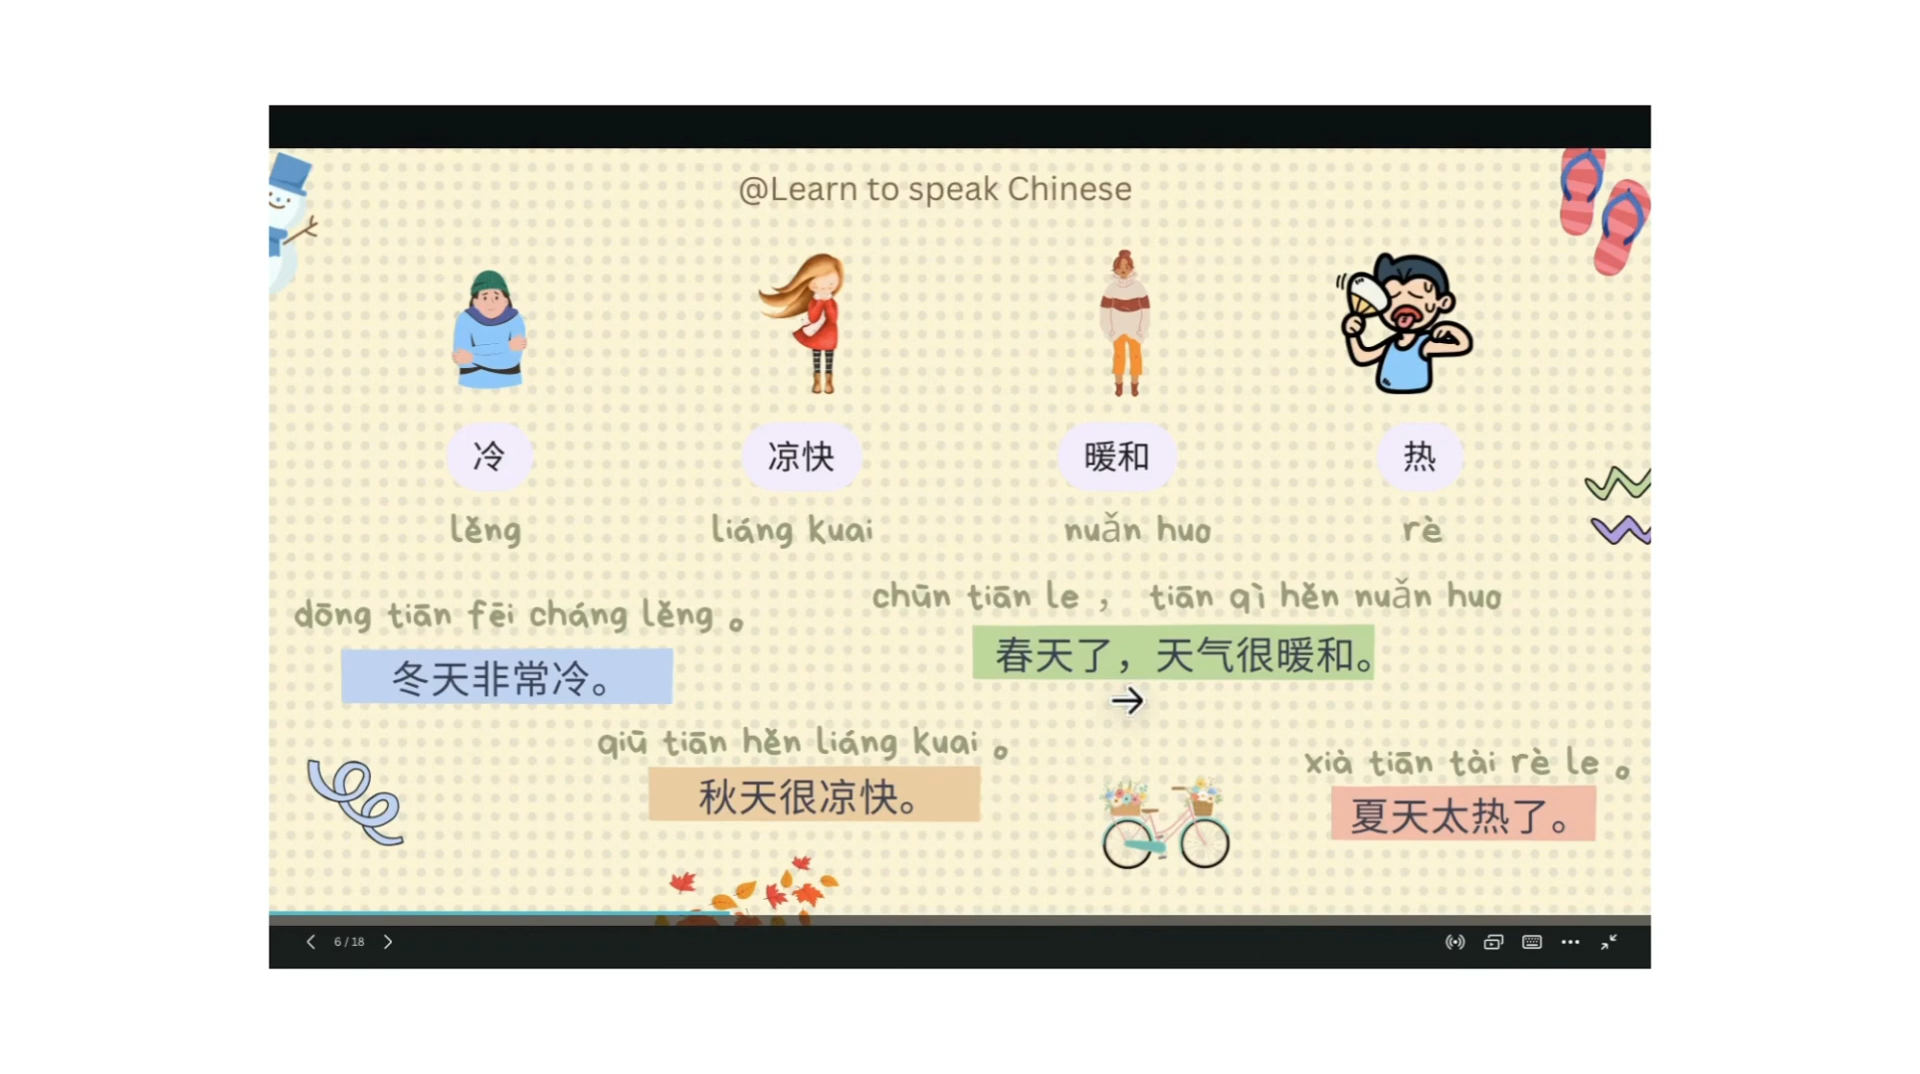 @Learn to speak Chinese
冷 凉快 暖和 热
lěng liáng kuai nuǎn huo rè
chūn tiān le ， tiān qì hěn nuǎn huo
dōng tiān fēi cháng lěng 。
春天了，天气很暖和。
冬天非常冷。
qiū tiān hěn liáng kuai 。
xià tiān tài rè le 。
秋天很凉快。
夏天太热了。
6 / 18